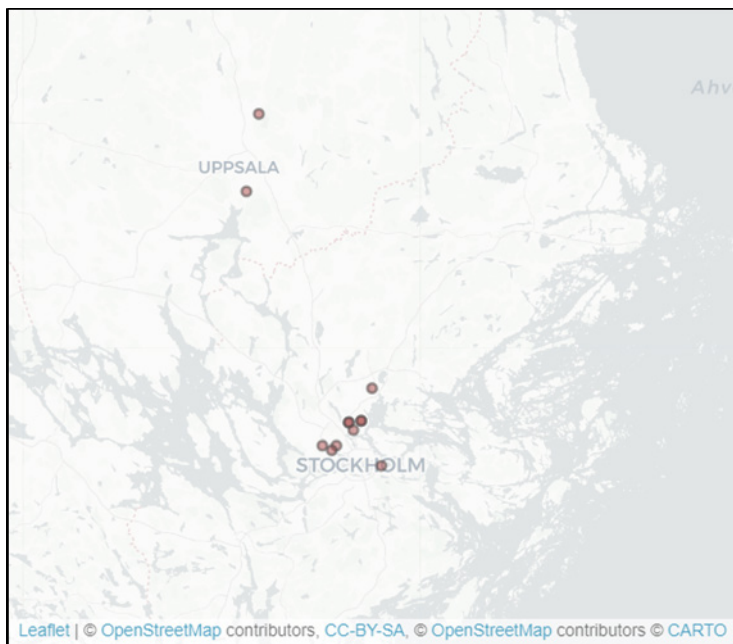 Ahv
UPPSALA
STOCKHOLM
Leaflet | © OpenStreetMap contributors, CC-BY-SA, © OpenStreetMap contributors © CARTO